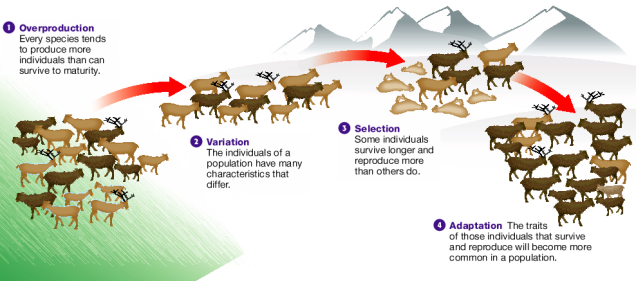 1 Overproduction
Every species tends
to produce more
individuals than can
survive to maturity.
2 Variation
The individuals of a
population have many
characteristics that
differ.
3 Selection
Some individuals
survive longer and
reproduce more
than others do.
4 Adaptation The traits
of those individuals that survive
and reproduce will become more
common in a population.